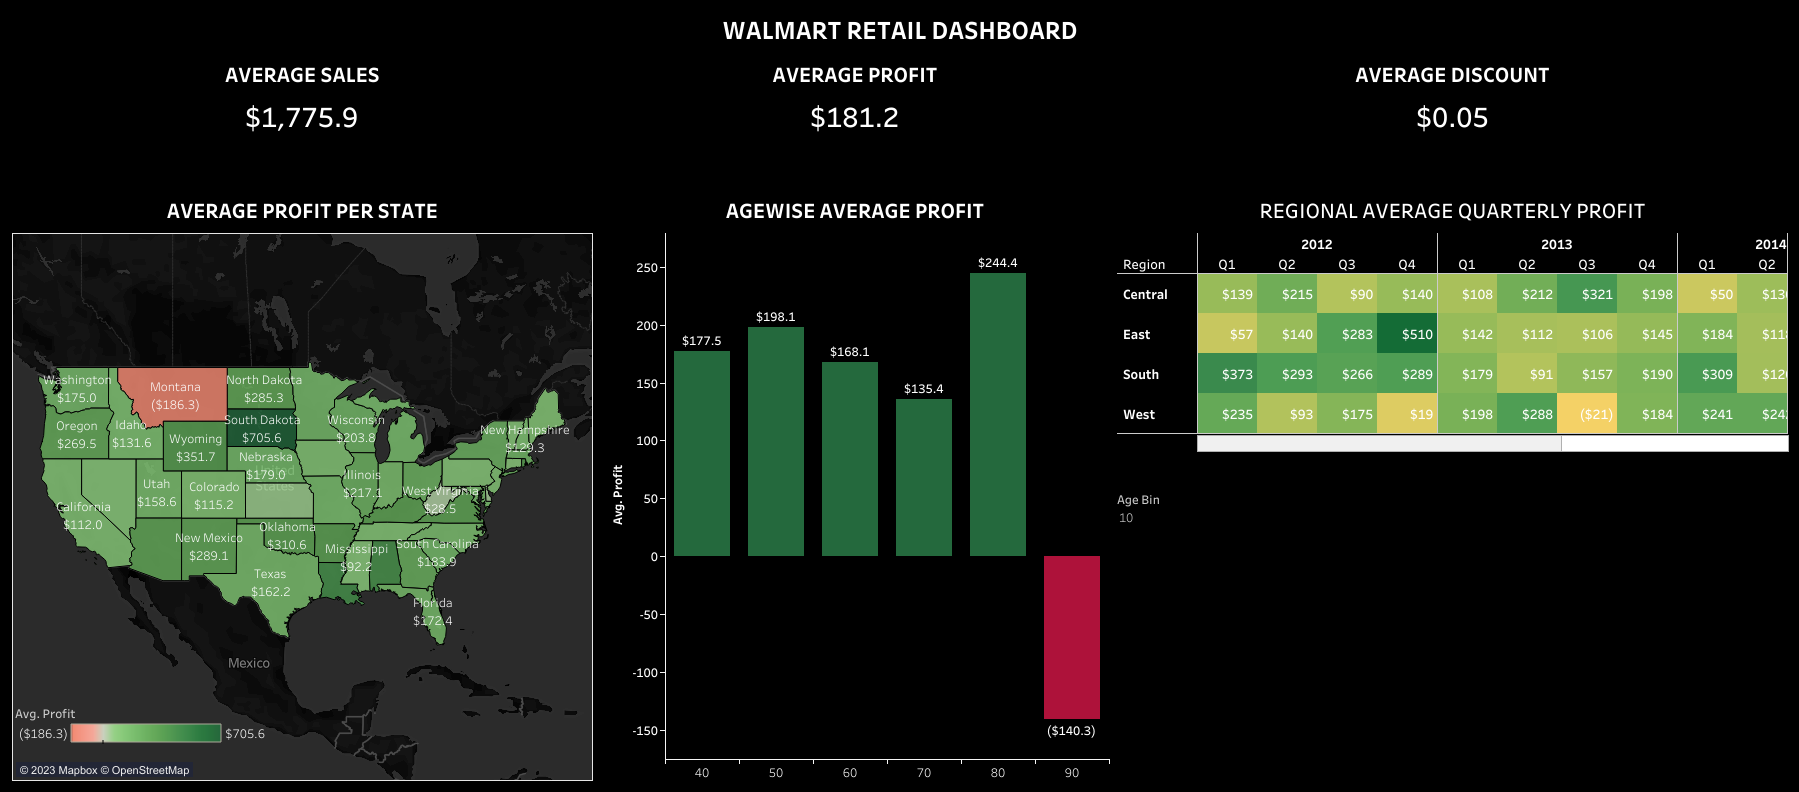 WALMART RETAIL DASHBOARD
AVERAGE SALES
$1,775.9
AVERAGE PROFIT
$181.2
AVERAGE DISCOUNT
$0.05
AVERAGE PROFIT PER STATE
Washington
$175.0
Montana
($186.3)
North Dakota
$285.3
Oregon
$269.5
Idaho
$131.6
South Dakota
$705.6
Wisconsin
$203.8
New Hampshire
$129.3
Wyoming
$351.7
Nebraska
$179.0
United
States
Utah
$158.6
Colorado
$115.2
Illinois
$217.1
West Virginia
$28.5
California
$112.0
New Mexico
$289.1
Oklahoma
$310.6
Mississippi
$92.2
South Carolina
$183.9
Texas
$162.2
Florida
$172.4
Mexico
Avg. Profit
($186.3)
$705.6
© 2023 Mapbox © OpenStreetMap
AGEWISE AVERAGE PROFIT
Avg. Profit
250
200
150
100
50
0
-50
-100
-150
$177.5
$198.1
$168.1
$135.4
$244.4
($140.3)
40 50 60 70 80 90
REGIONAL AVERAGE QUARTERLY PROFIT
2012 2013 2014
Region Q1 Q2 Q3 Q4 Q1 Q2 Q3 Q4 Q1 Q2
Central $139 $215 $90 $140 $108 $212 $321 $198 $50
East $57 $140 $283 $510 $142 $112 $106 $145 $184
South $373 $293 $266 $289 $179 $91 $157 $190 $309
West $235 $93 $175 $19 $198 $288 ($21) $184 $241
Age Bin
10